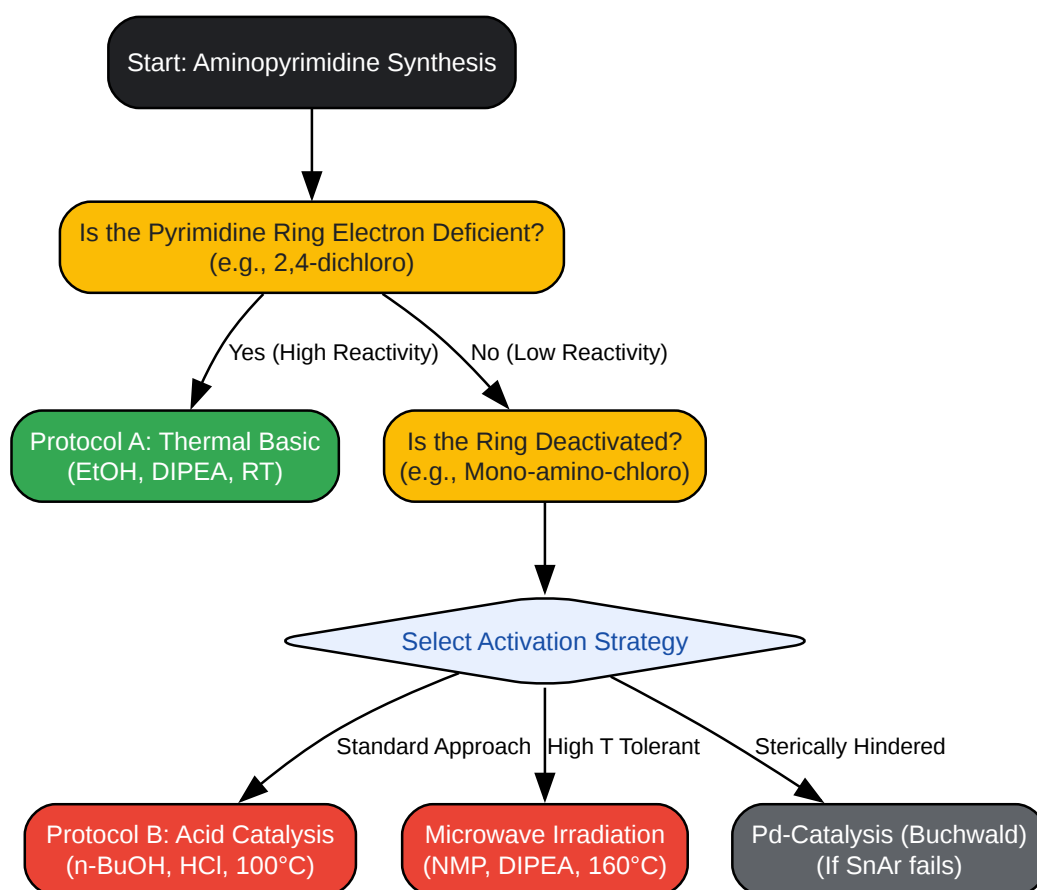 Start: Aminopyrimidine Synthesis
Is the Pyrimidine Ring Electron Deficient?
(e.g., 2,4-dichloro)
Yes (High Reactivity)
No (Low Reactivity)
Protocol A: Thermal Basic
(EtOH, DIPEA, RT)
Is the Ring Deactivated?
(e.g., Mono-amino-chloro)
Select Activation Strategy
Standard Approach
High T Tolerant
Sterically Hindered
Protocol B: Acid Catalysis
(n-BuOH, HCl, 100°C)
Microwave Irradiation
(NMP, DIPEA, 160°C)
Pd-Catalysis (Buchwald)
(If SnAr fails)